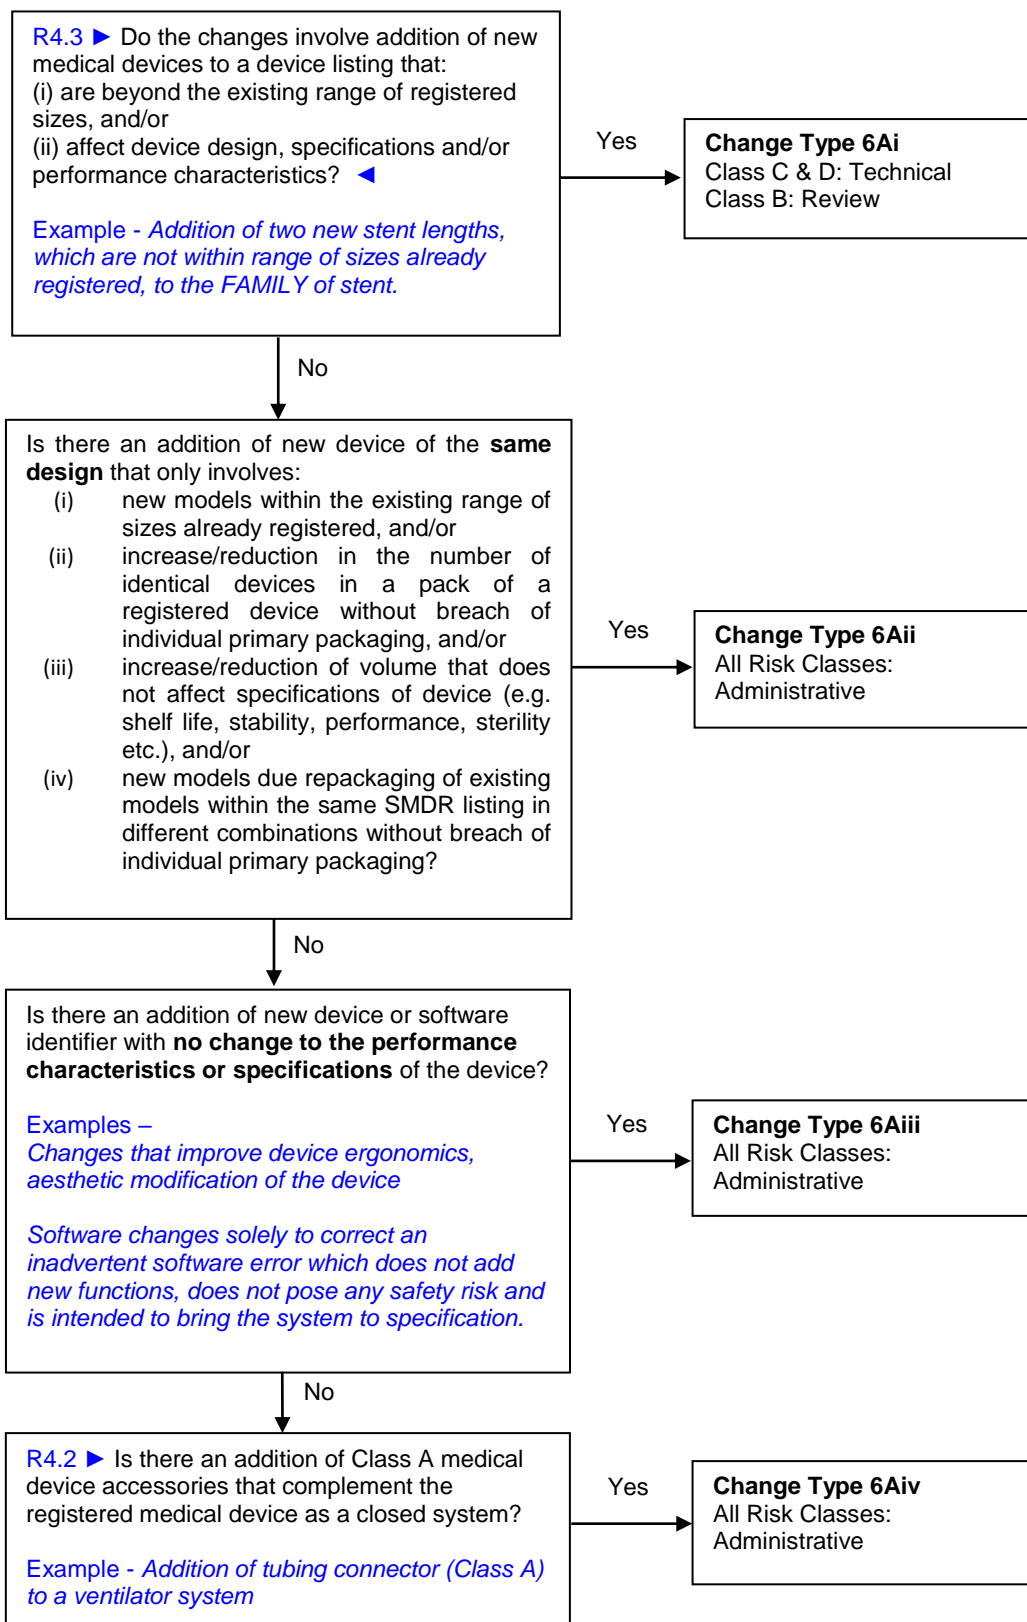 R4.3 ► Do the changes involve addition of new
medical devices to a device listing that:
(i) are beyond the existing range of registered
sizes, and/or
(ii) affect device design, specifications and/or
performance characteristics? ◄
Example - Addition of two new stent lengths,
which are not within range of sizes already
registered, to the FAMILY of stent.
Yes
Change Type 6Ai
Class C & D: Technical
Class B: Review
No
Is there an addition of new device of the same
design that only involves:
(i) new models within the existing range of
sizes already registered, and/or
(ii) increase/reduction in the number of
identical devices in a pack of a
registered device without breach of
individual primary packaging, and/or
(iii) increase/reduction of volume that does
not affect specifications of device (e.g.
shelf life, stability, performance, sterility
etc.), and/or
(iv) new models due repackaging of existing
models within the same SMDR listing in
different combinations without breach of
individual primary packaging?
Yes
Change Type 6Aii
All Risk Classes:
Administrative
No
Is there an addition of new device or software
identifier with no change to the performance
characteristics or specifications of the device?
Examples –
Changes that improve device ergonomics,
aesthetic modification of the device
Software changes solely to correct an
inadvertent software error which does not add
new functions, does not pose any safety risk and
is intended to bring the system to specification.
Yes
Change Type 6Aiii
All Risk Classes:
Administrative
No
R4.2 ► Is there an addition of Class A medical
device accessories that complement the
registered medical device as a closed system?
Example - Addition of tubing connector (Class A)
to a ventilator system
Yes
Change Type 6Aiv
All Risk Classes:
Administrative